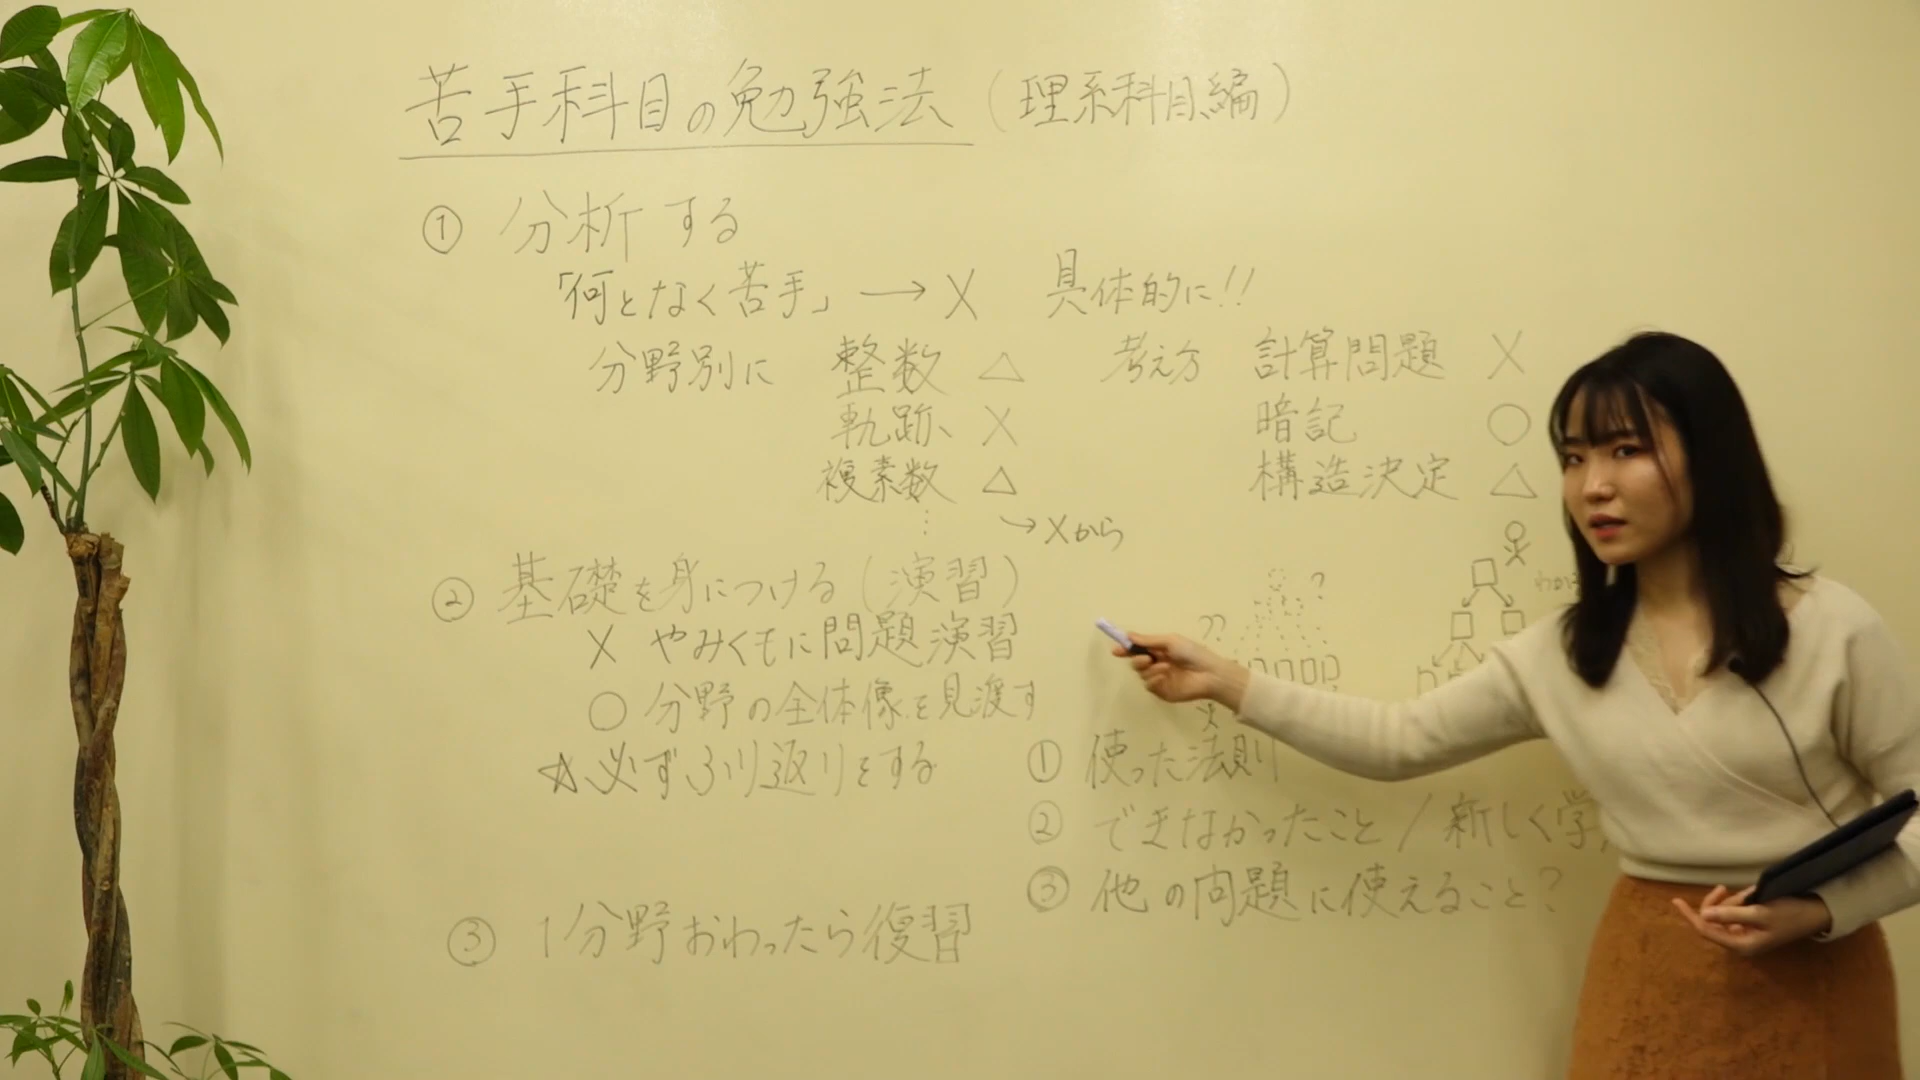 苦手科目の勉強法(理系科目編)
① 分析する
「何となく苦手」→ X 具体的に!!
分野別に 整数 △
軌跡 X
複素数 △
⋮
→ Xから
考え方 計算問題 X
暗記 ○
構造決定 △
② 基礎を身につける(演習)
X やみくもに問題演習
○ 分野の全体像を見渡す
☆必ずふり返りをする
?
??
① 使った法則
② できなかったこと / 新しく学
③ 他の問題に使えること?
③ 1分野おわったら復習